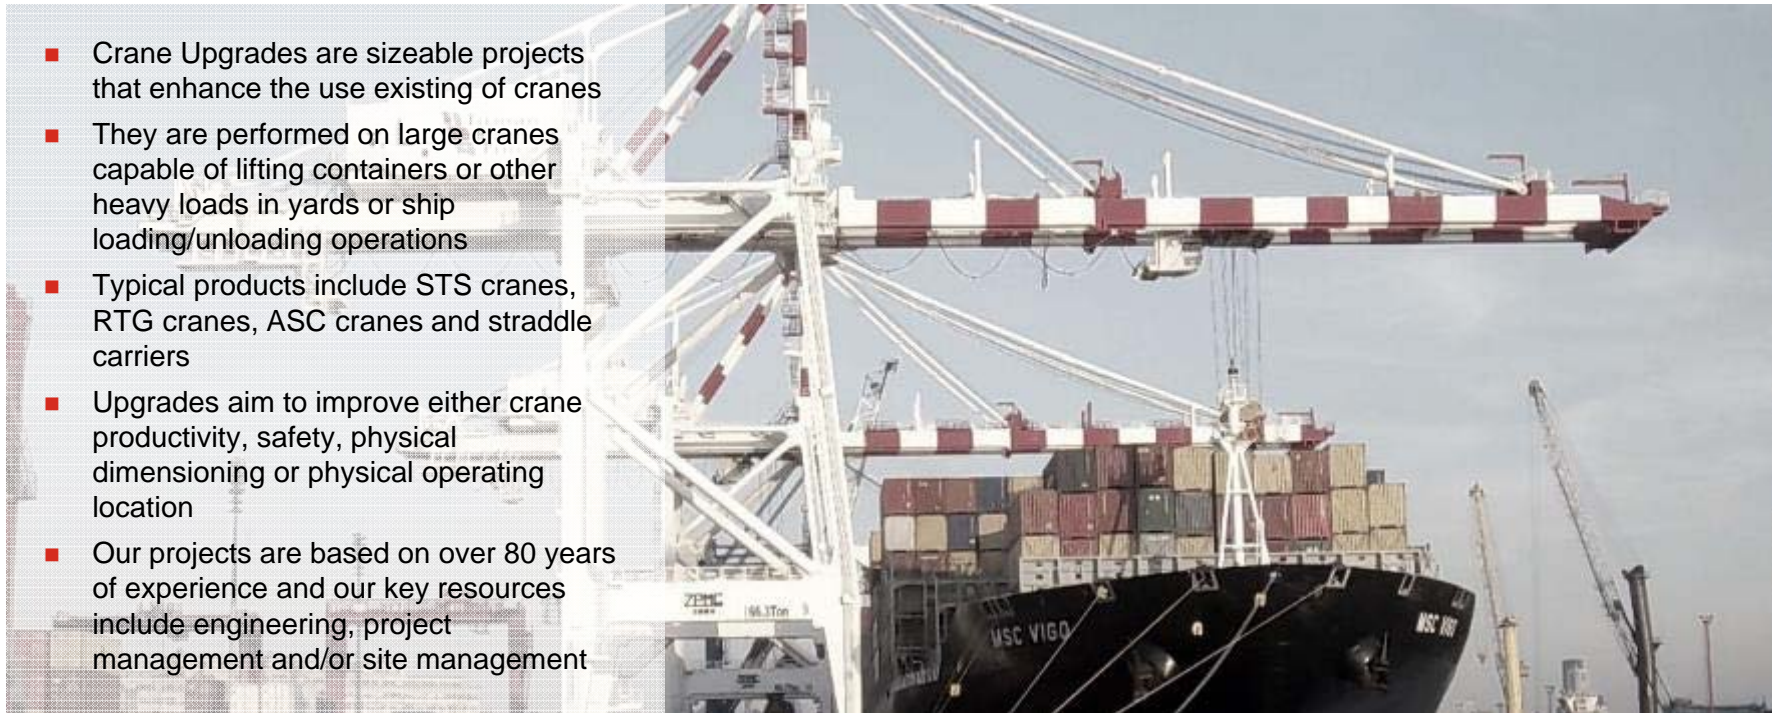 Crane Upgrades are sizeable projects
that enhance the use existing of cranes
They are performed on large cranes
capable of lifting containers or other
heavy loads in yards or ship
loading/unloading operations
Typical products include STS cranes,
RTG cranes, ASC cranes and straddle
carriers
Upgrades aim to improve either crane
productivity, safety, physical
dimensioning or physical operating
location
Our projects are based on over 80 years
of experience and our key resources
include engineering, project
management and/or site management
ZPMC
MSC VIGO